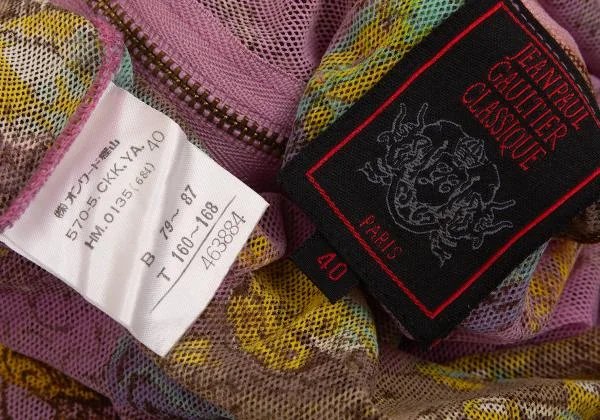 ㈱オンワード樫山
570-5. CKK. YA. 40
HM. 0135(684)
B 79~ 87
T 160~168
463884
JEAN PAUL
GAULTIER
CLASSIQUE
PARIS
40